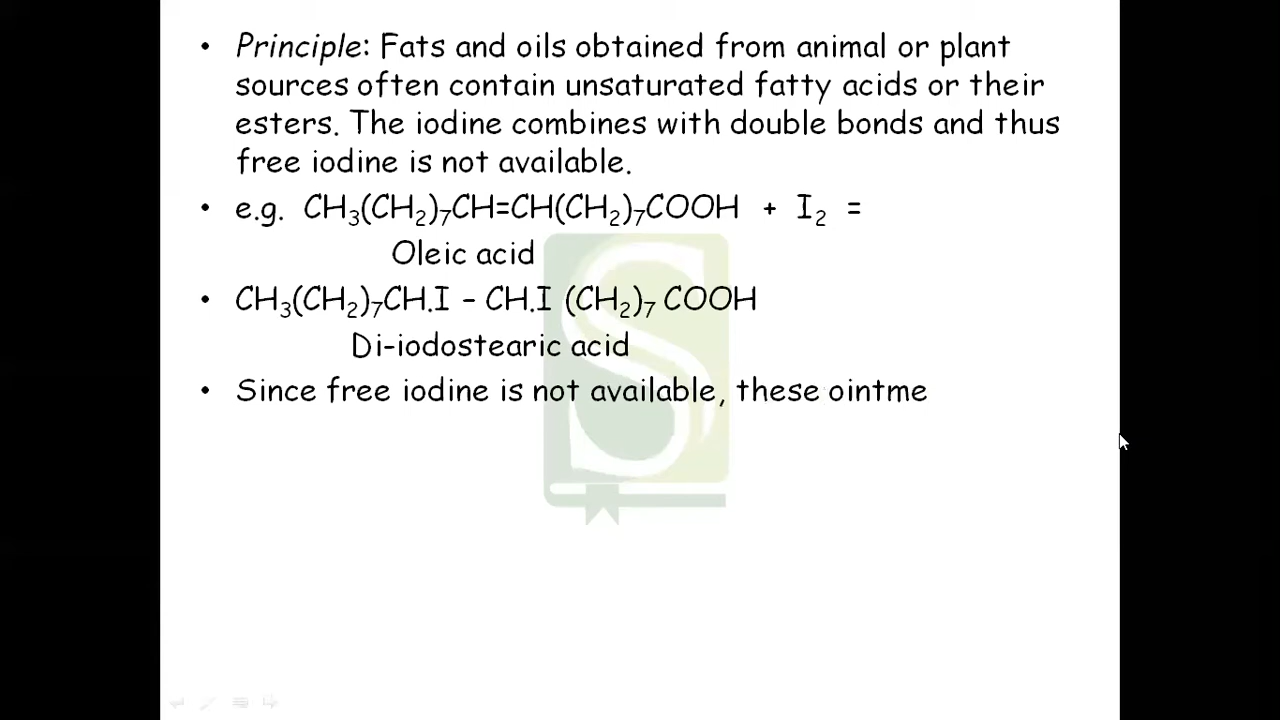 • Principle: Fats and oils obtained from animal or plant
sources often contain unsaturated fatty acids or their
esters. The iodine combines with double bonds and thus
free iodine is not available.
• e.g. CH₃(CH₂)₇CH=CH(CH₂)₇COOH + I₂ =
Oleic acid
• CH₃(CH₂)₇CH.I – CH.I (CH₂)₇ COOH
Di-iodostearic acid
• Since free iodine is not available, these ointme